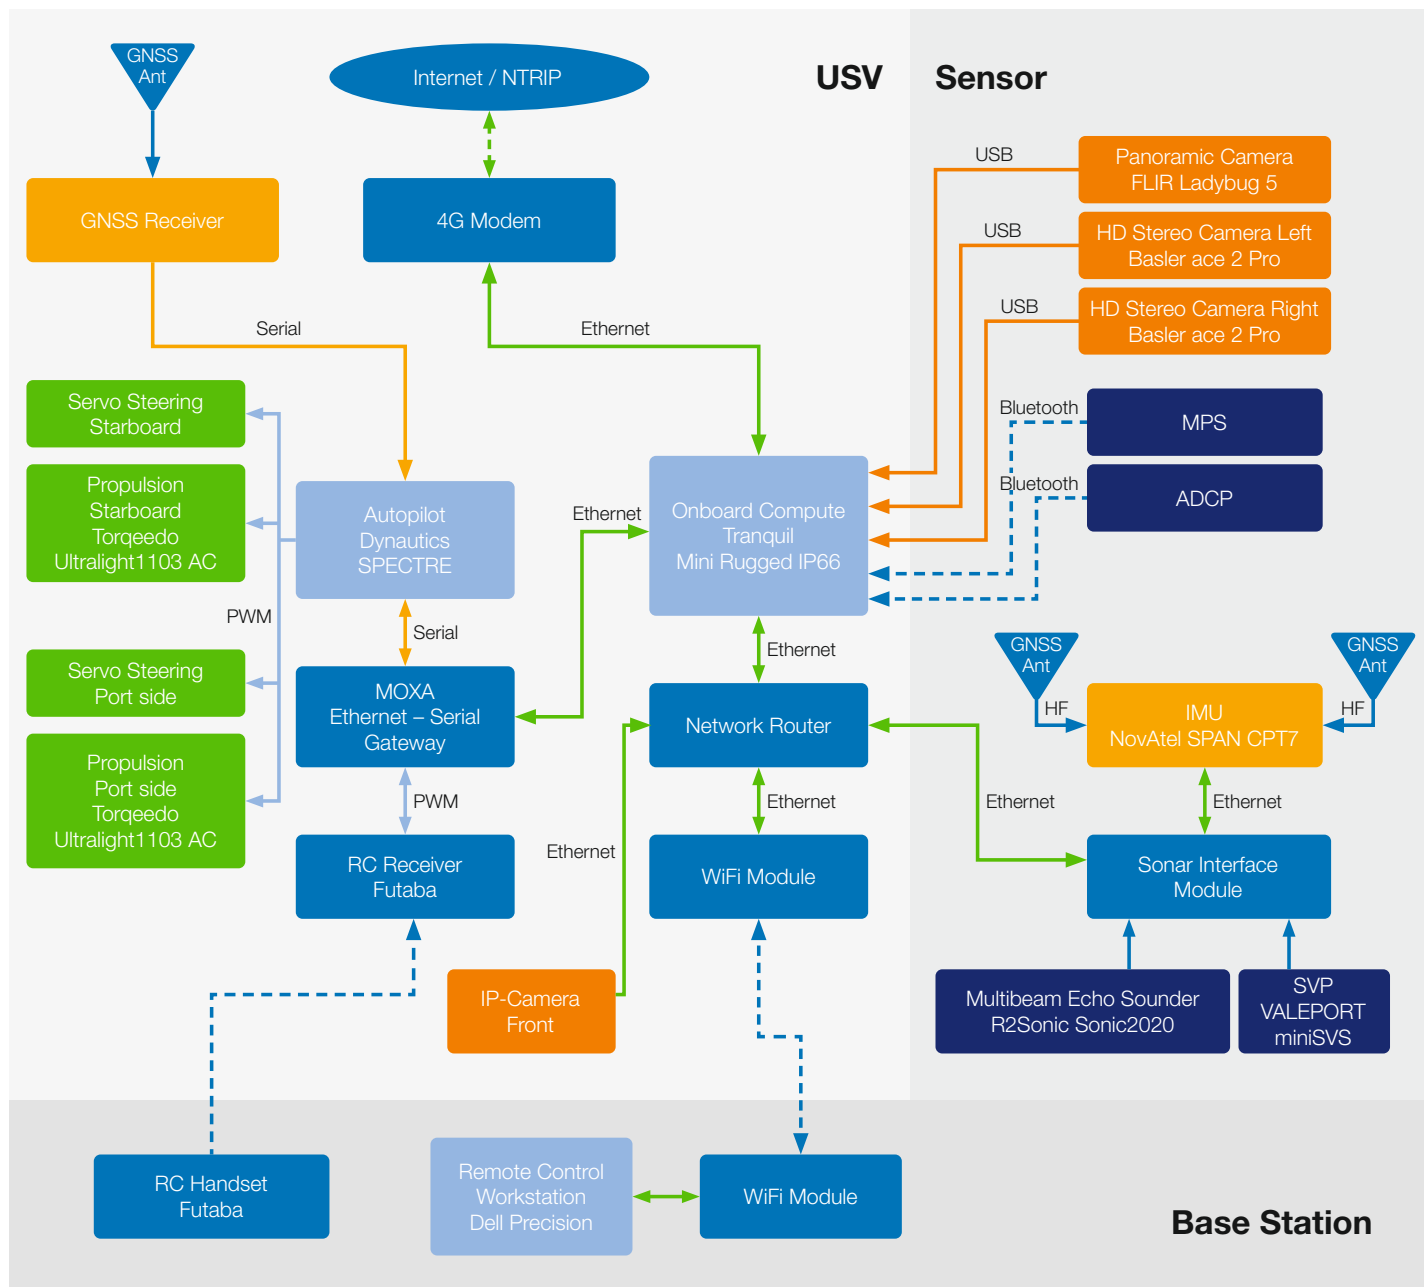 GNSS
Ant
Internet / NTRIP
USV
Sensor
USB
Panoramic Camera
FLIR Ladybug 5
GNSS Receiver
4G Modem
USB
HD Stereo Camera Left
Basler ace 2 Pro
USB
HD Stereo Camera Right
Basler ace 2 Pro
Serial
Ethernet
Servo Steering
Starboard
Bluetooth
MPS
Propulsion
Starboard
Torqeedo
Ultralight1103 AC
Autopilot
Dynautics
SPECTRE
Ethernet
Onboard Compute
Tranquil
Mini Rugged IP66
Bluetooth
ADCP
PWM
Serial
Ethernet
GNSS
Ant
GNSS
Ant
Servo Steering
Port side
MOXA
Ethernet – Serial
Gateway
Network Router
HF
IMU
NovAtel SPAN CPT7
HF
Propulsion
Port side
Torqeedo
Ultralight1103 AC
PWM
Ethernet
Ethernet
Ethernet
Ethernet
RC Receiver
Futaba
WiFi Module
Sonar Interface
Module
IP-Camera
Front
Multibeam Echo Sounder
R2Sonic Sonic2020
SVP
VALEPORT
miniSVS
RC Handset
Futaba
Remote Control
Workstation
Dell Precision
WiFi Module
Base Station